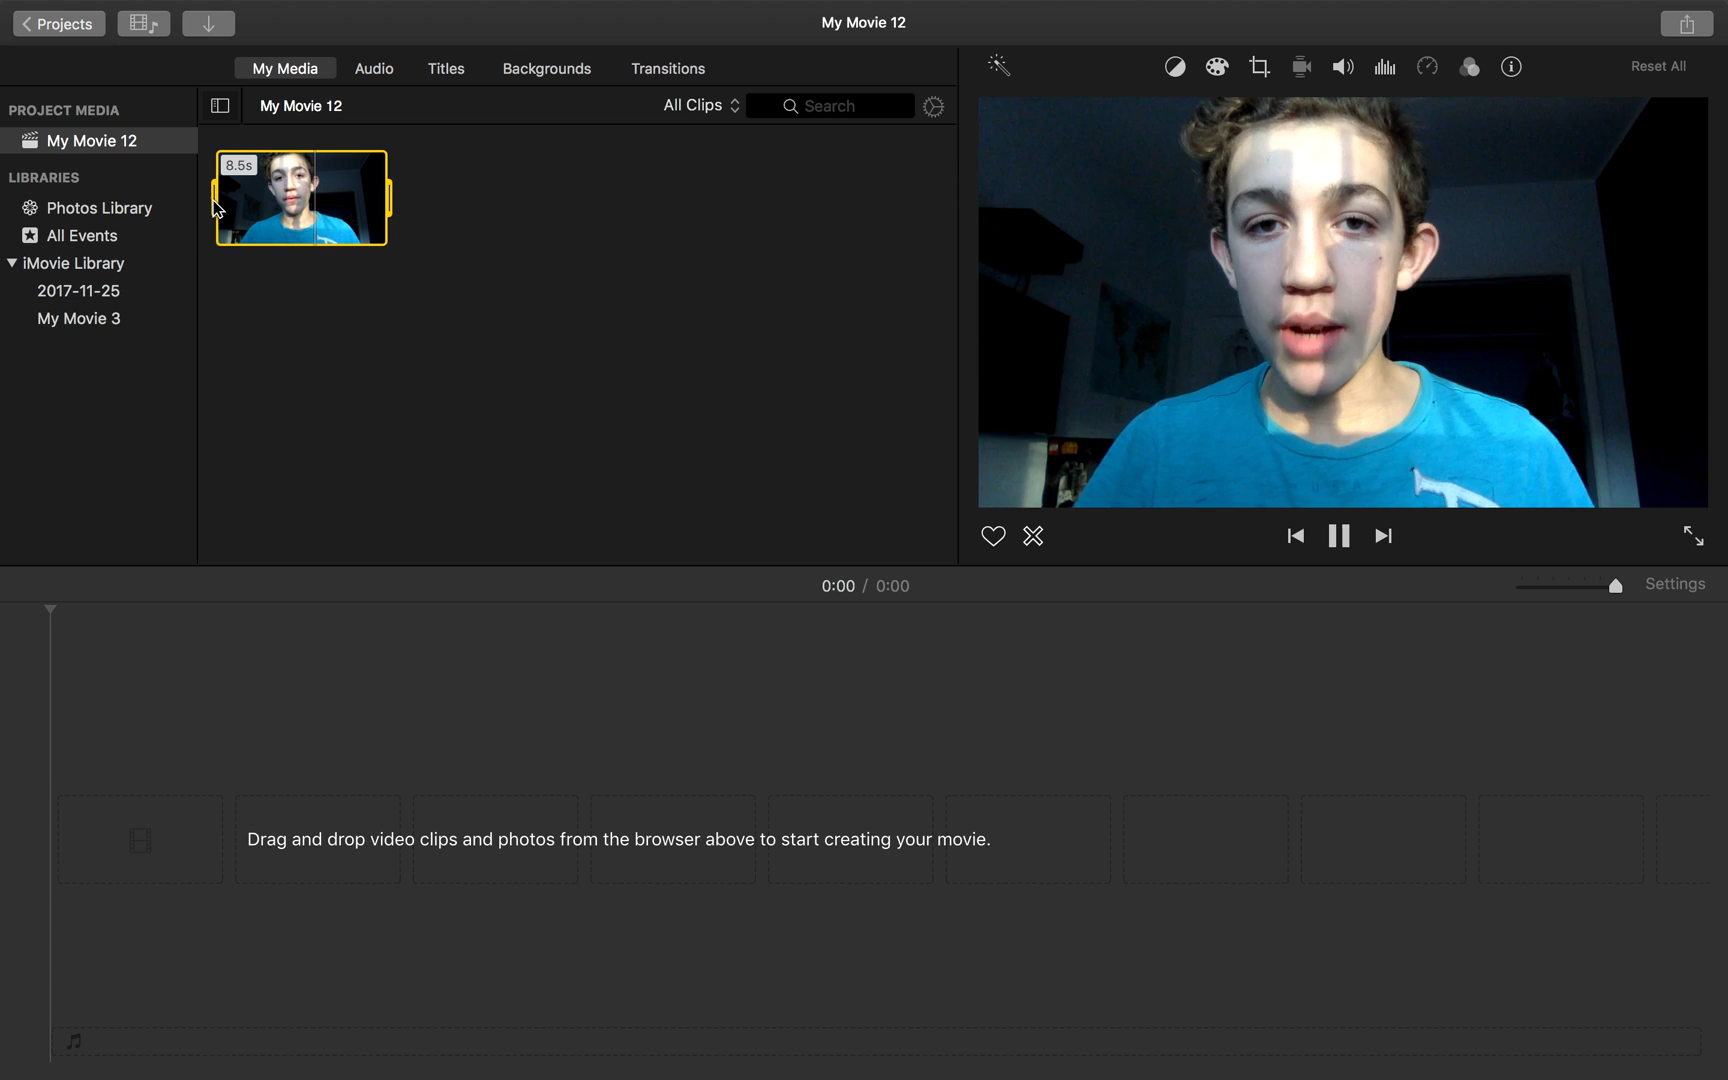 Projects
My Movie 12
My Media Audio Titles Backgrounds Transitions
Reset All
PROJECT MEDIA
My Movie 12
All Clips
Search
My Movie 12
LIBRARIES
Photos Library
All Events
iMovie Library
2017-11-25
My Movie 3
8.5s
0:00 / 0:00
Settings
Drag and drop video clips and photos from the browser above to start creating your movie.